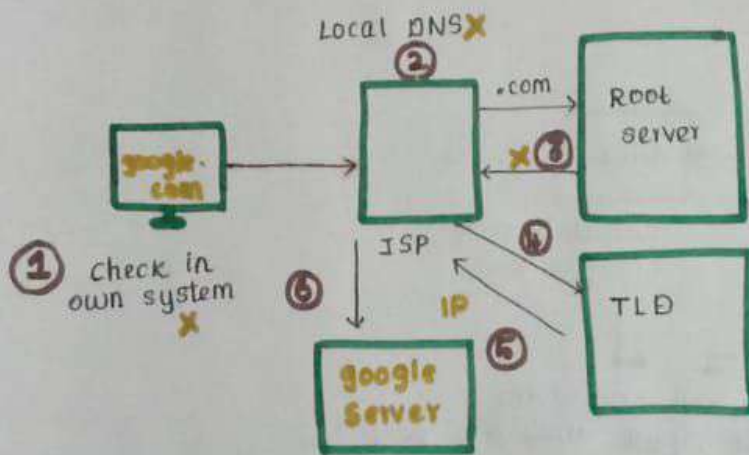 Local DNS X
2
.com
Root
server
X 3
google.
com
ISP
1 check in
own system
X
4
6
IP
5
TLD
google
server